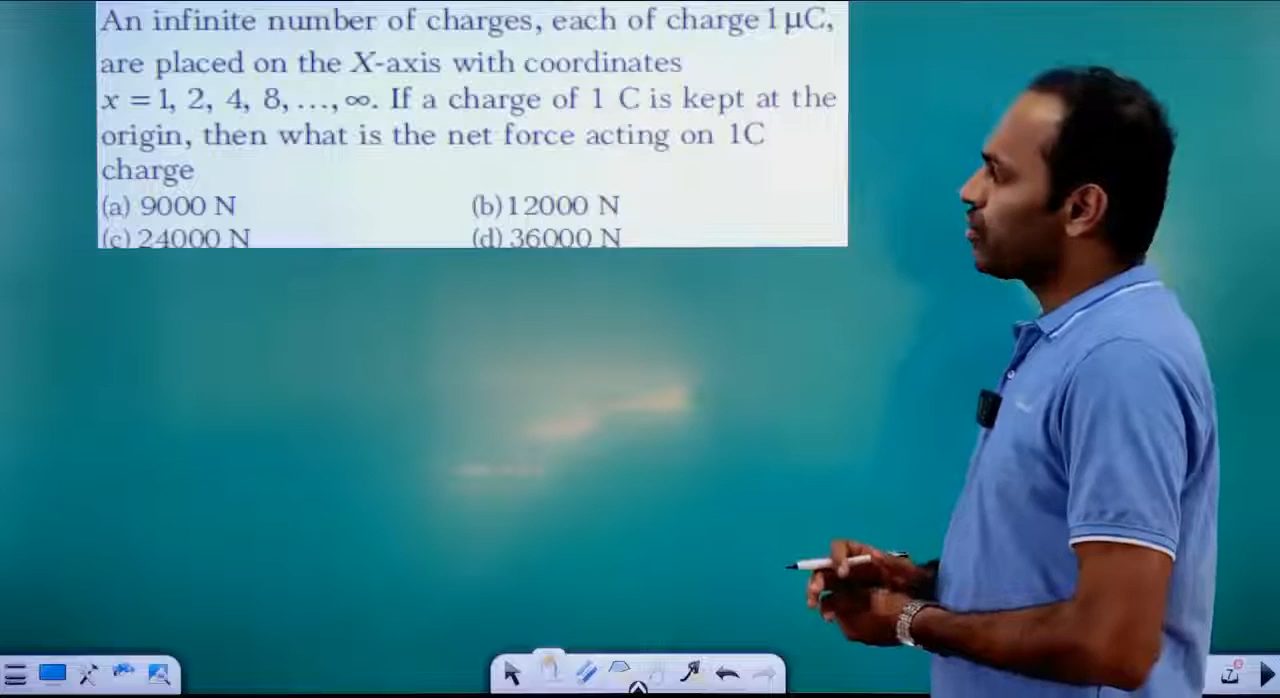 An infinite number of charges, each of charge 1 μC,
are placed on the X-axis with coordinates
x = 1, 2, 4, 8, ..., ∞. If a charge of 1 C is kept at the
origin, then what is the net force acting on 1C
charge
(a) 9000 N (b) 12000 N
(c) 24000 N (d) 36000 N
7